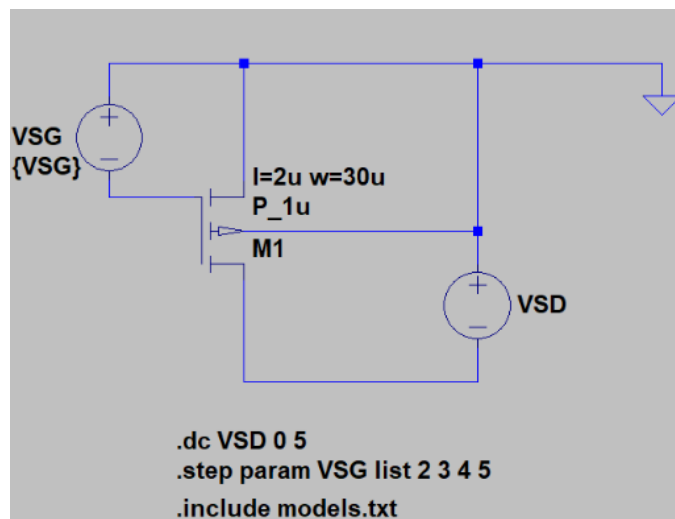 VSG
{VSG}
l=2u w=30u
P_1u
M1
VSD
.dc VSD 0 5
.step param VSG list 2 3 4 5
.include models.txt